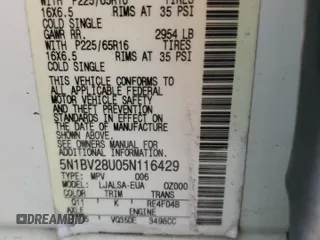 WITH P225/65R16 TIRES
16X6.5 RIMS AT 35 PSI
COLD SINGLE
GAWR RR. 2954 LB
WITH P225/65R16 TIRES
16X6.5 RIMS AT 35 PSI
COLD SINGLE
THIS VEHICLE CONFORMS TO
ALL APPLICABLE FEDERAL
MOTOR VEHICLE SAFETY,
BUMPER AND THEFT PREVENTION
STANDARDS IN EFFECT
ON THE DATE OF
MANUFACTURE SHOWN ABOVE.
SEE OWNERS MANUAL FOR
ADDITIONAL INFORMATION.
5N1BV28U05N116429
TYPE: MPV 006
MODEL: LJALSA-EUA QZ000
COLOR TRIM TRANS
Q11 K RE4F04B
AXLE ENGINE
VQ35DE 3498CC
DREAMBID